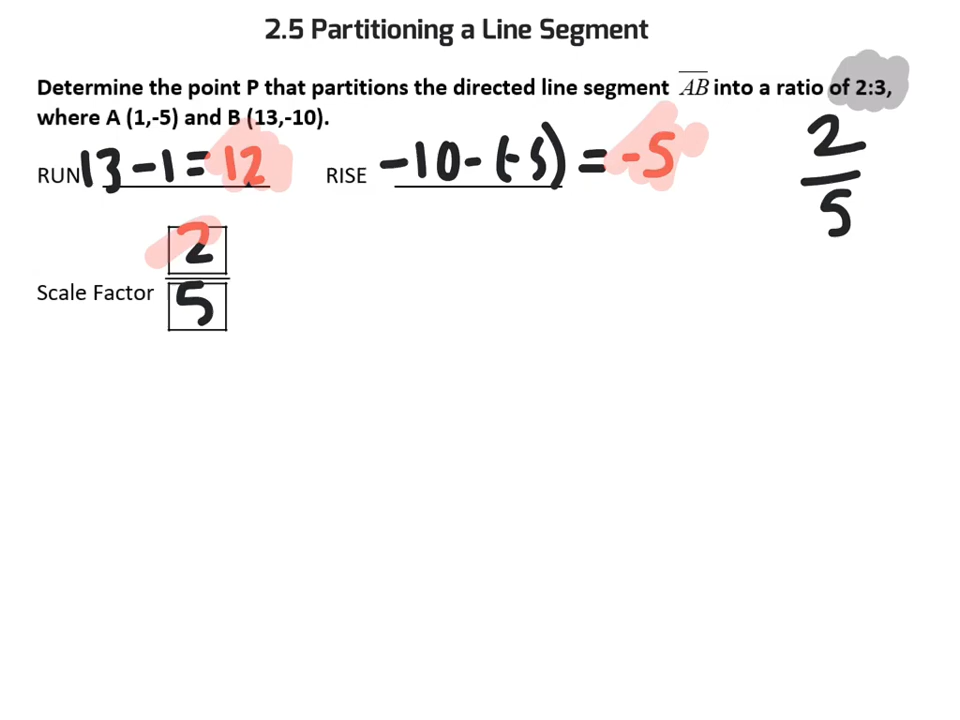 2.5 Partitioning a Line Segment
Determine the point P that partitions the directed line segment AB into a ratio of 2:3,
where A (1,-5) and B (13,-10).
RUN 13-1=12 RISE -10-(-5)=-5
2
5
2
Scale Factor
5